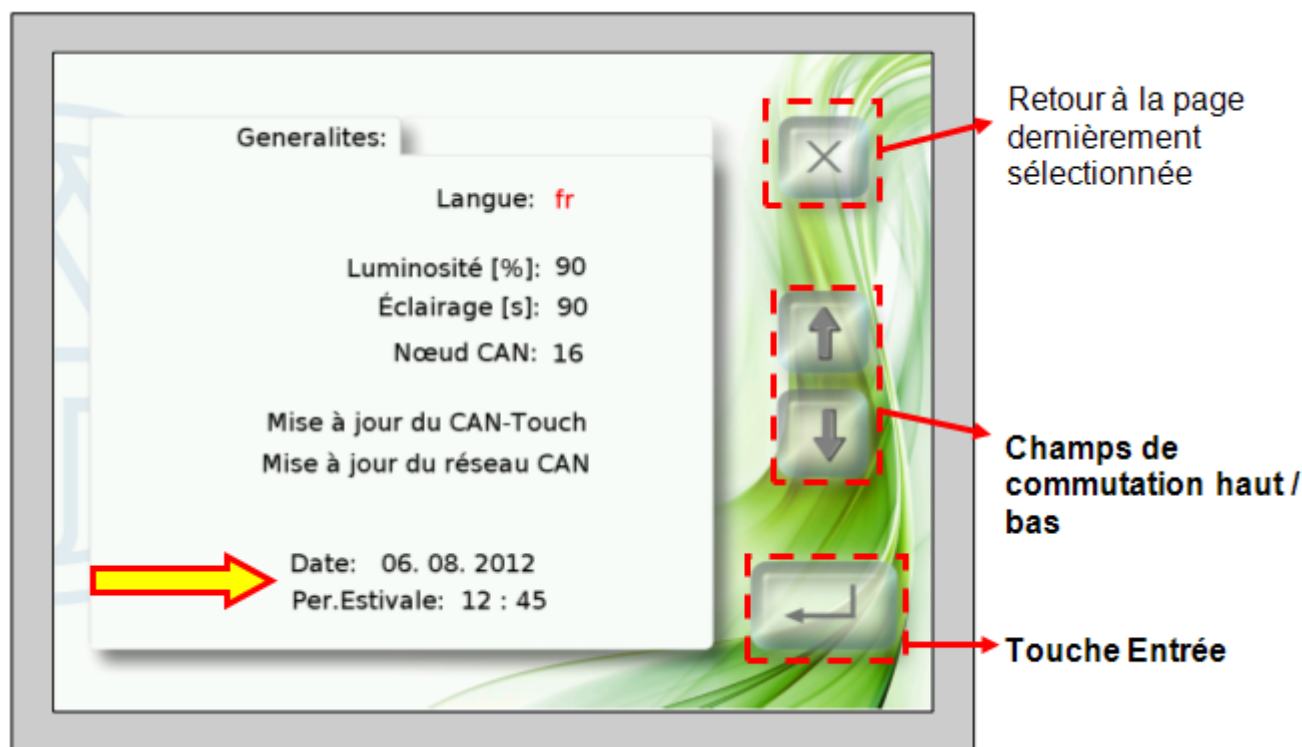 Generalites:
Langue: fr
Luminosité [%]: 90
Éclairage [s]: 90
Nœud CAN: 16
Mise à jour du CAN-Touch
Mise à jour du réseau CAN
Date: 06. 08. 2012
Per.Estivale: 12 : 45
Retour à la page
dernièrement
sélectionnée
Champs de
commutation haut /
bas
Touche Entrée